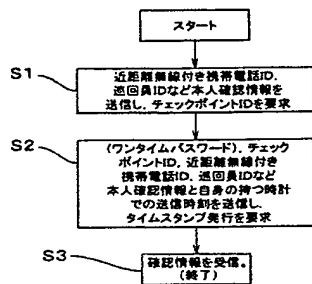 スタート
S1
近距離無線付き携帯電話ID,
巡回員IDなど本人確認情報を
送信し、チェックポイントIDを要求
S2
(ワンタイムパスワード), チェック
ポイントID, 近距離無線付き
携帯電話ID, 巡回員IDなど
本人確認情報と自身の持つ時計
での送信時刻を送信し、
タイムスタンプ発行を要求
S3
確認情報を受信。
(終了)